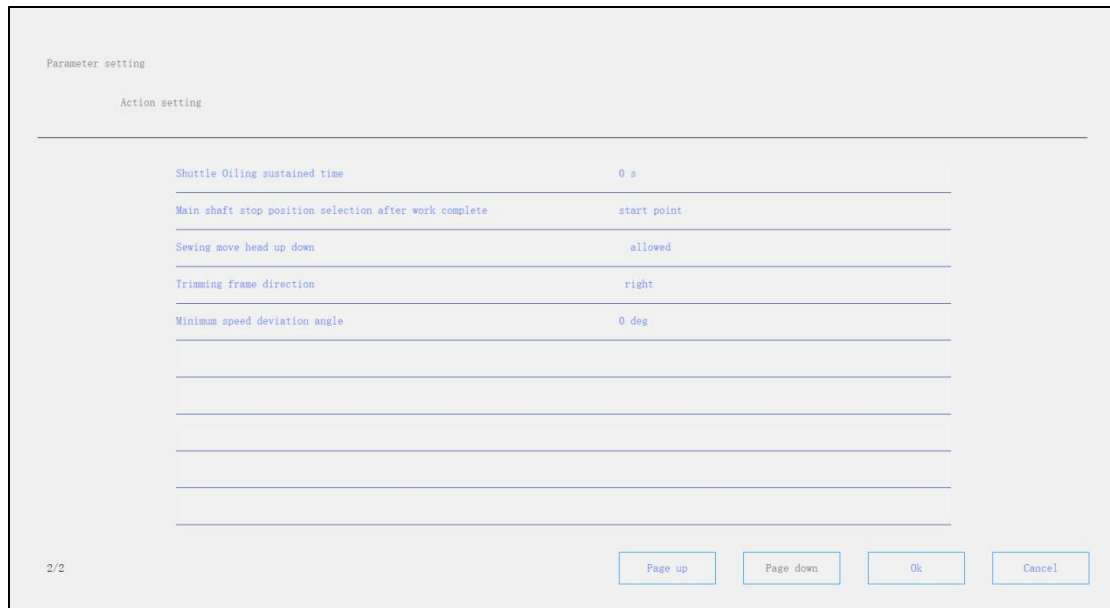 Parameter setting
Action setting
Shuttle Oiling sustained time 0 s
Main shaft stop position selection after work complete start point
Sewing move head up down allowed
Trimming frame direction right
Minimum speed deviation angle 0 deg
2/2 Page up Page down Ok Cancel